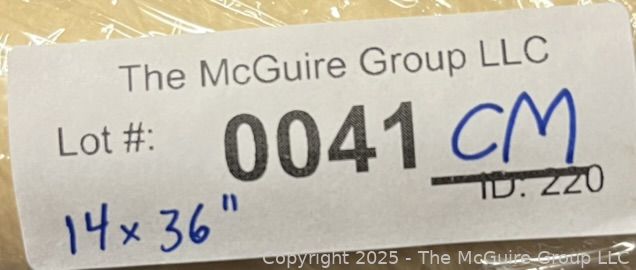 The McGuire Group LLC
Lot #: 0041 CM
ID: 220
14 x 36"
Copyright 2025 - The McGuire Group LLC